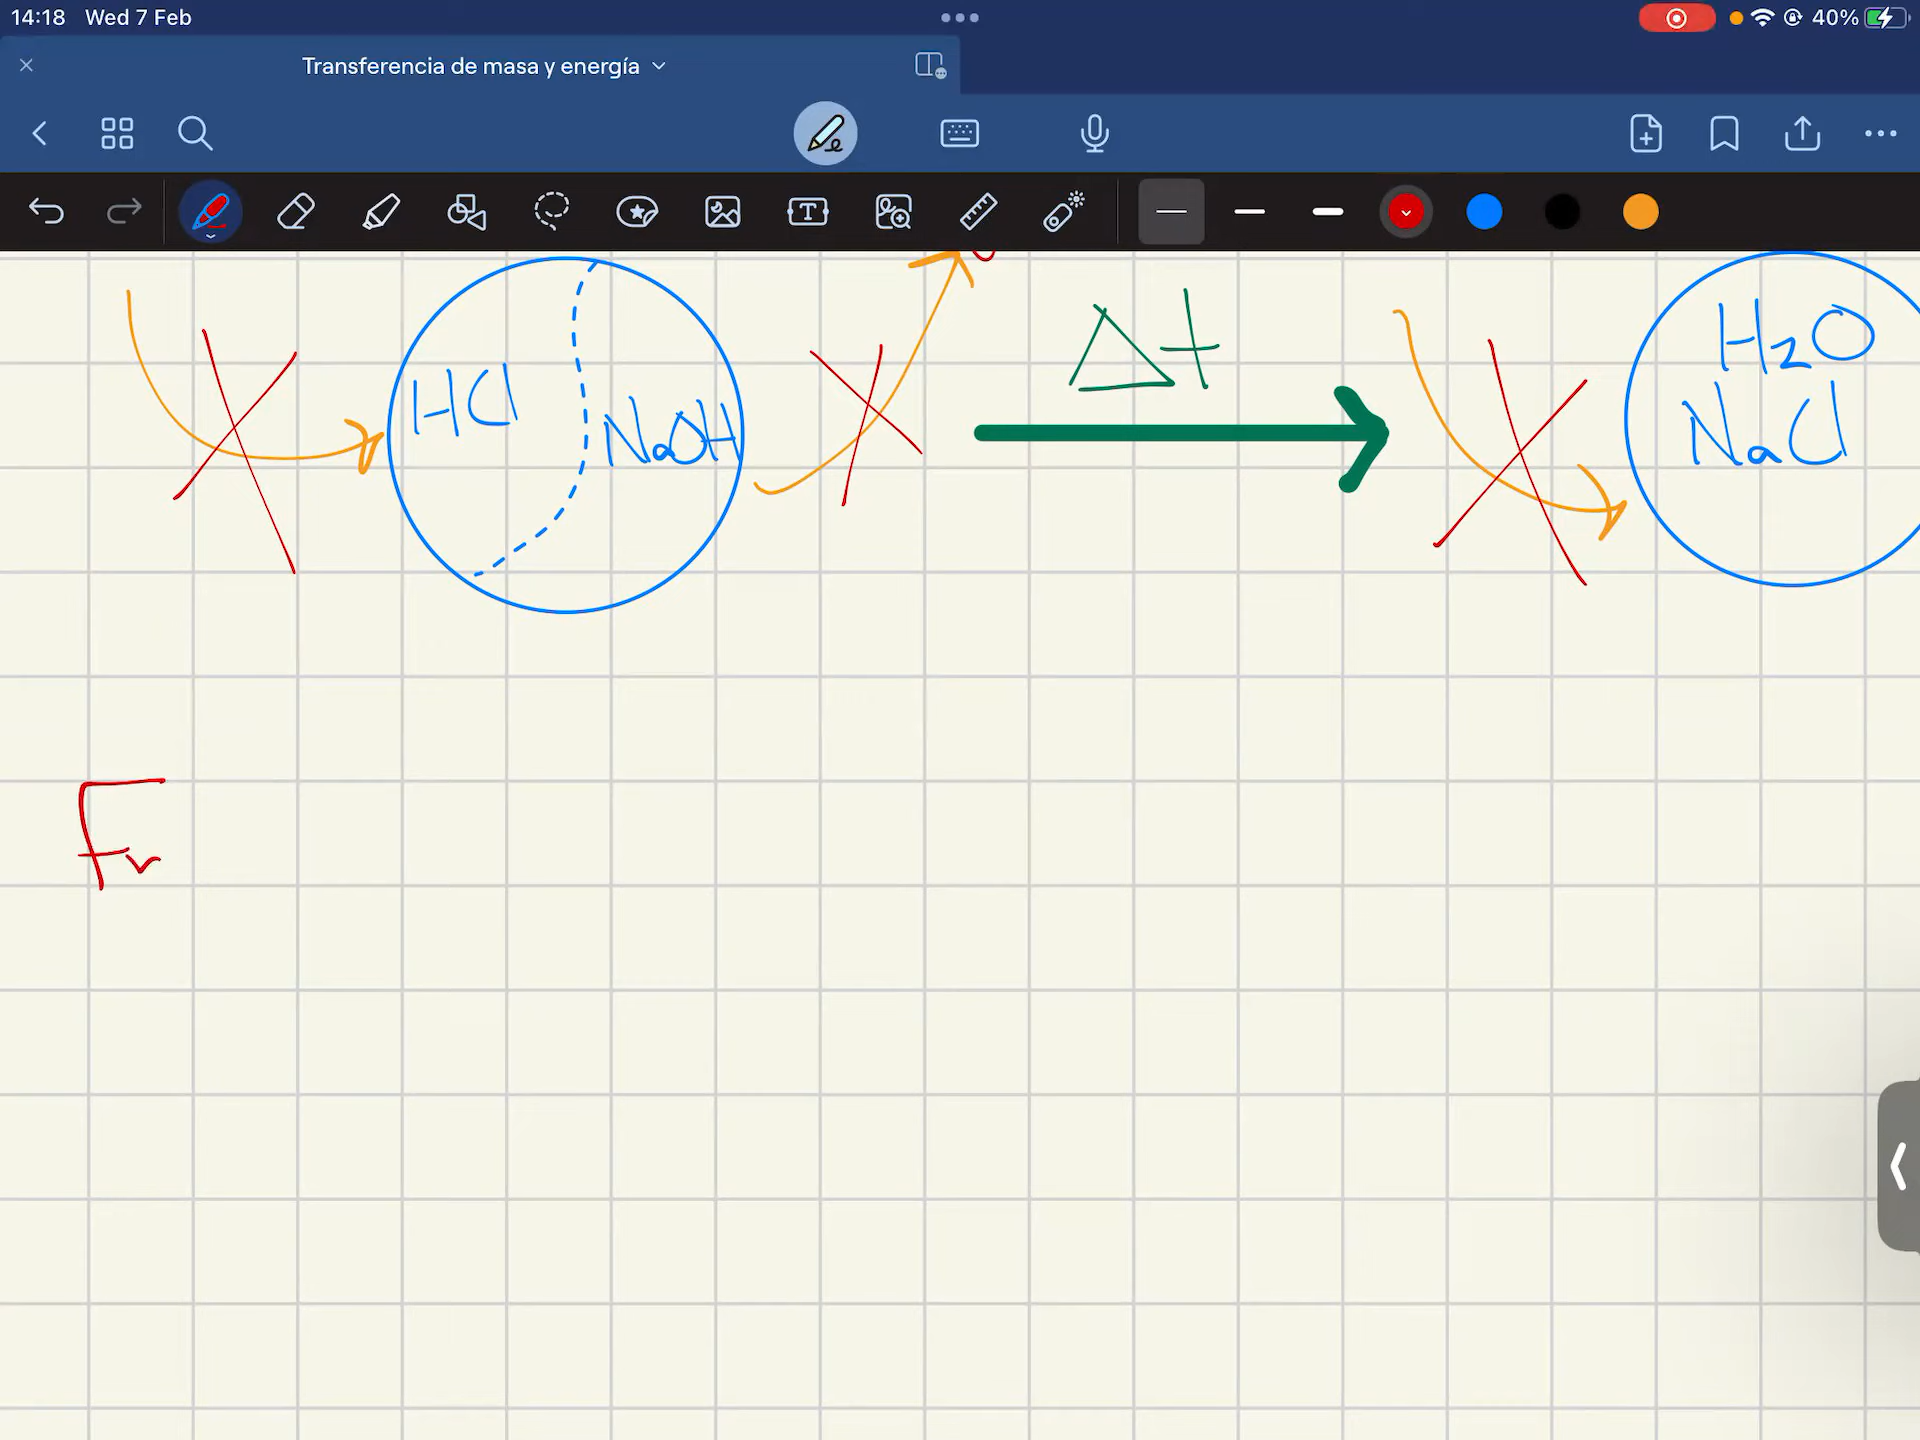 14:18 Wed 7 Feb
40%
Transferencia de masa y energía
HCl
NaOH
Δt
H2O
NaCl
Fr